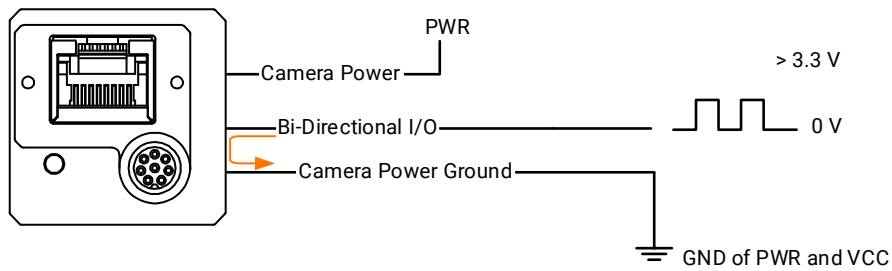 PWR
> 3.3 V
Camera Power
Bi-Directional I/O
0 V
Camera Power Ground
GND of PWR and VCC